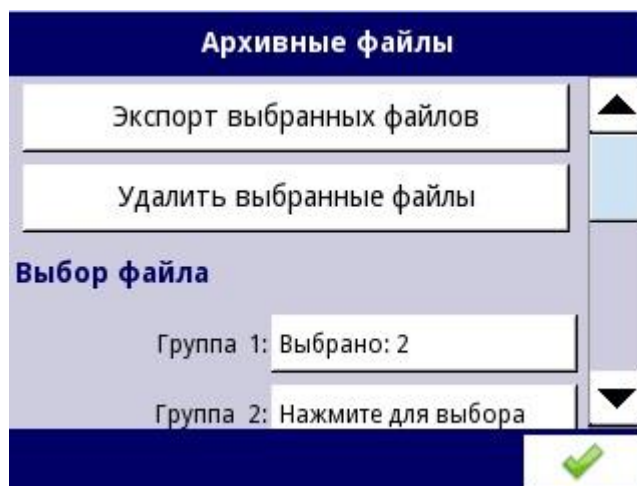 Архивные файлы
Экспорт выбранных файлов
Удалить выбранные файлы
Выбор файла
Группа 1: Выбрано: 2
Группа 2: Нажмите для выбора